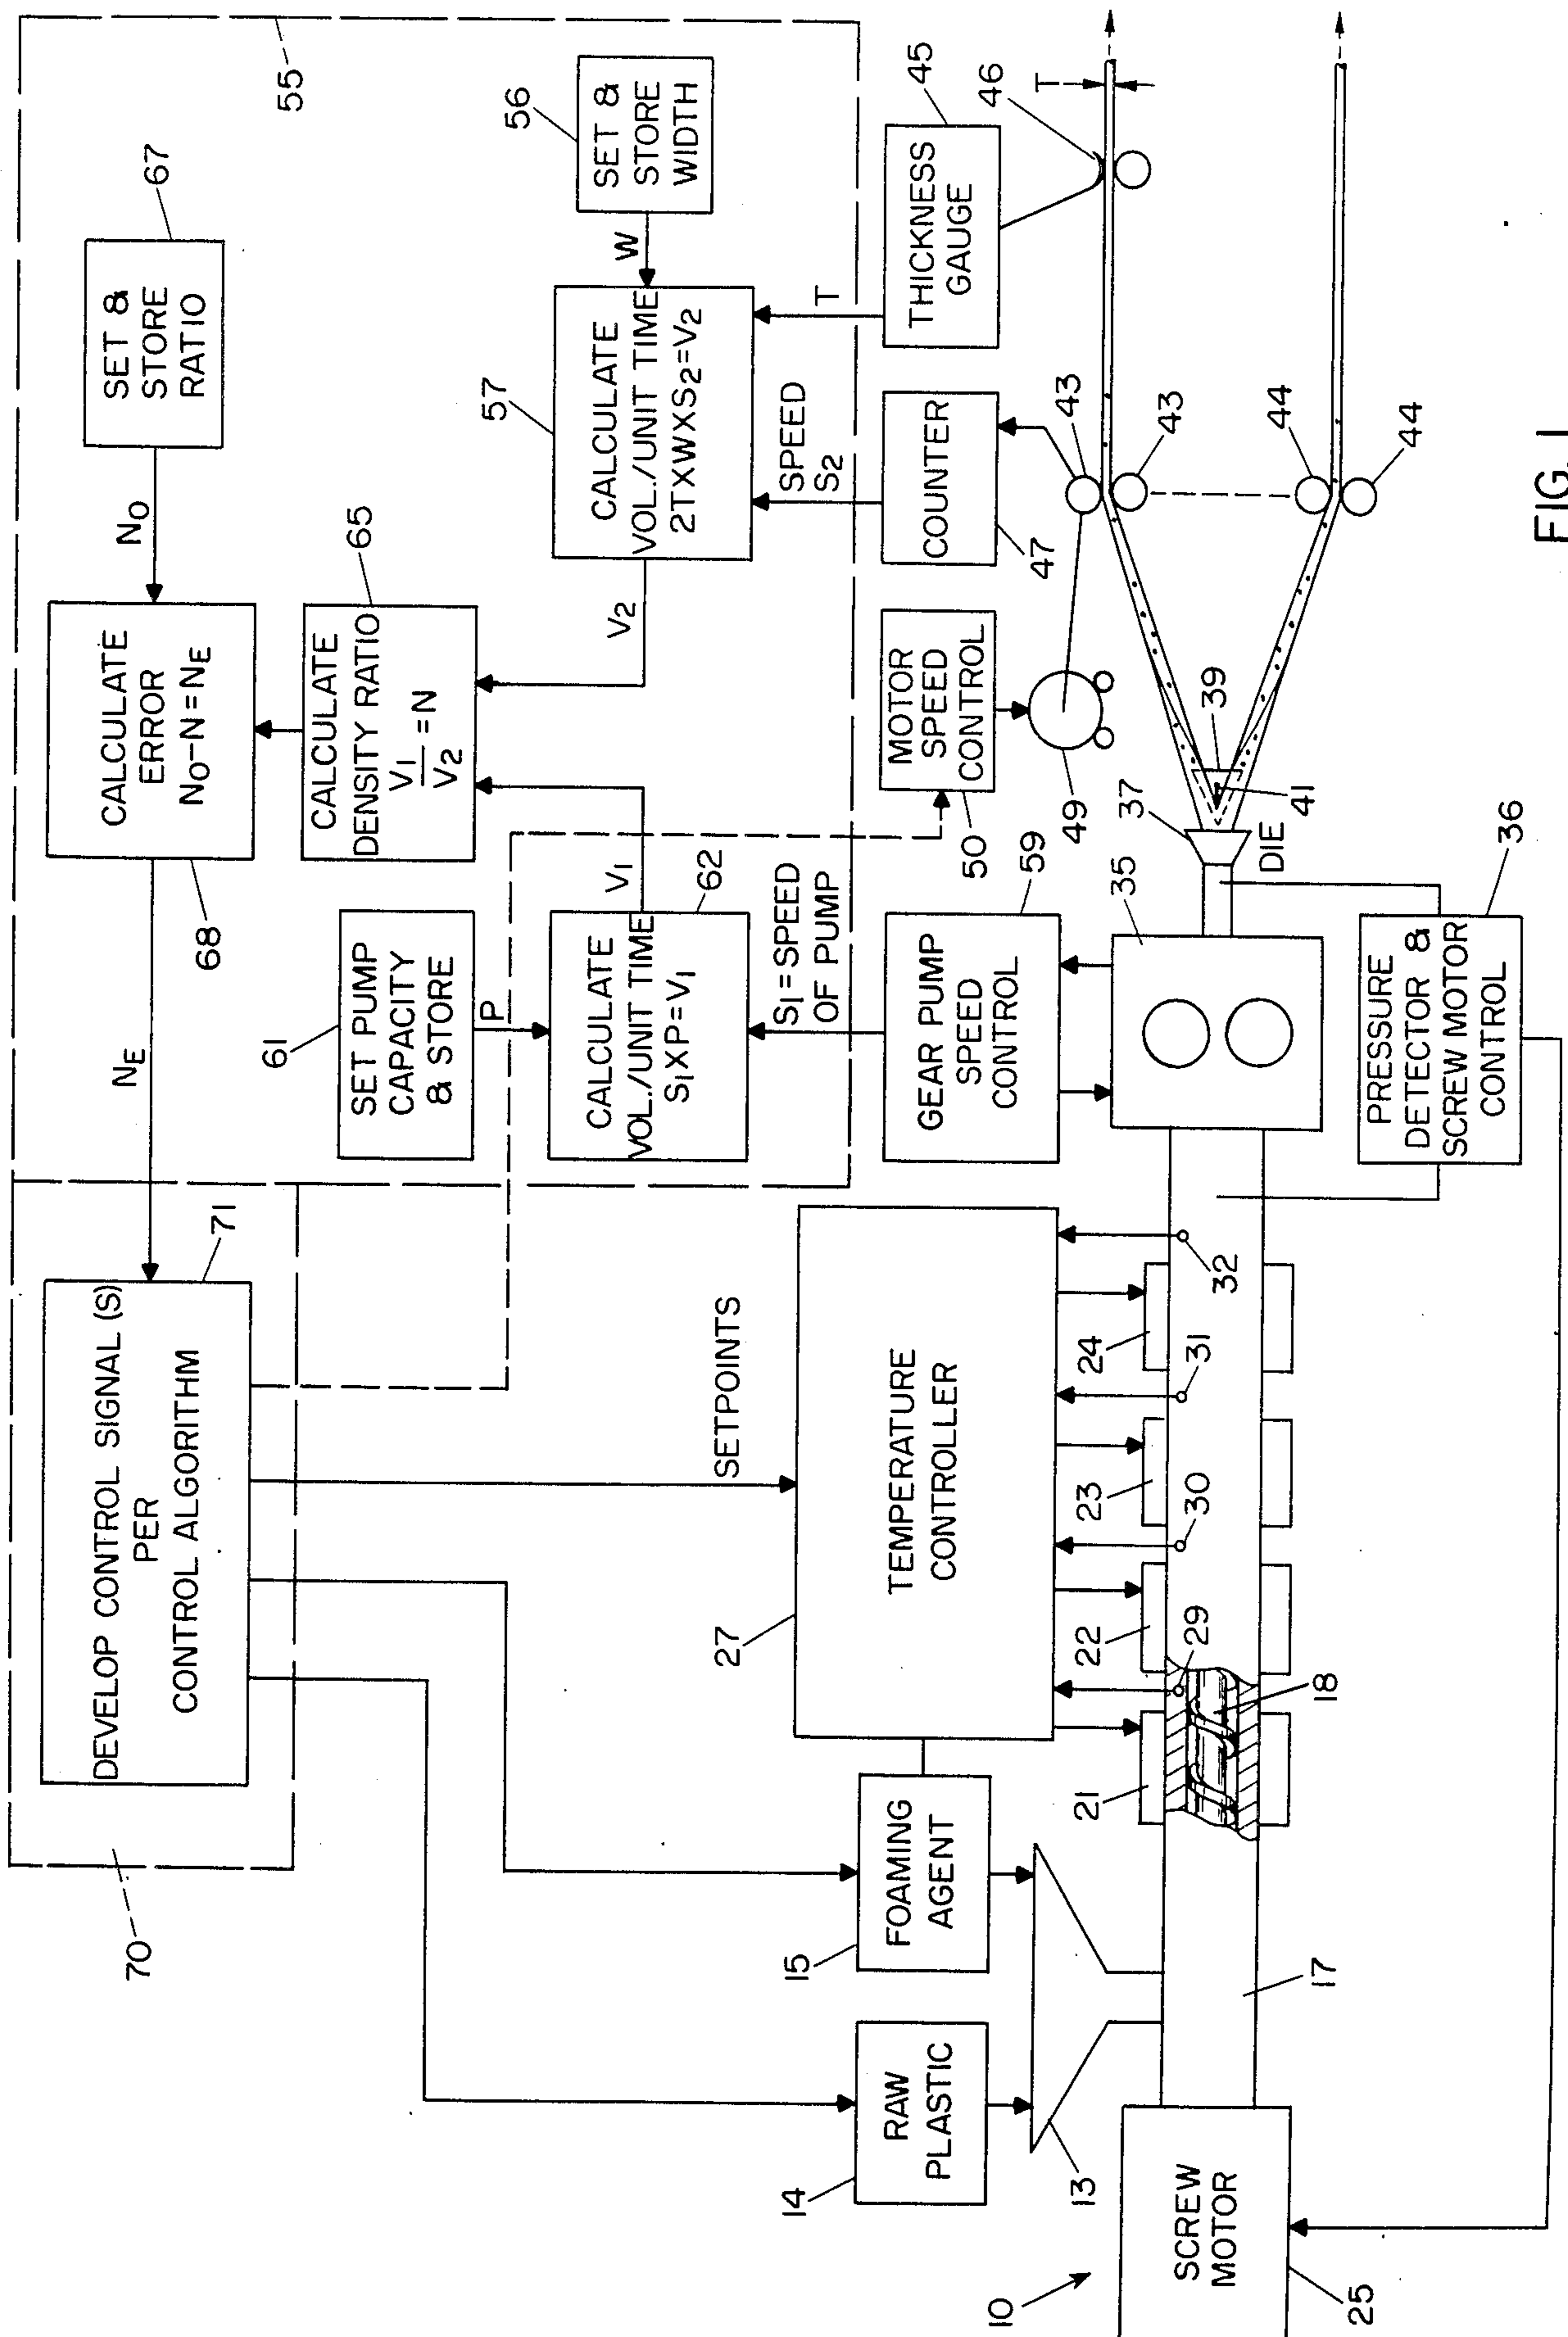 70
71
DEVELOP CONTROL SIGNAL (S)
PER
CONTROL ALGORITHM
NE
68
CALCULATE
ERROR
N0-N=NE
N0
67
SET &
STORE
RATIO
55
61
SET PUMP
CAPACITY
& STORE
P
65
CALCULATE
DENSITY RATIO
V1
V2
=N
V1
V2
62
CALCULATE
VOL./UNIT TIME
S1XP=V1
57
CALCULATE
VOL./UNIT TIME
2TXWXS2=V2
W
56
SET &
STORE
WIDTH
S1=SPEED
OF PUMP
SPEED
S2
T
SETPOINTS
14
RAW
PLASTIC
15
FOAMING
AGENT
27
TEMPERATURE
CONTROLLER
GEAR PUMP
SPEED
CONTROL
59
MOTOR
SPEED
CONTROL
50
COUNTER
47
THICKNESS
GAUGE
45
46
T
49
43
43
44
44
10
SCREW
MOTOR
25
13
17
21
18
22
29
23
30
24
31
32
35
37
DIE
39
41
PRESSURE
DETECTOR &
SCREW MOTOR
CONTROL
36
FIG. 1